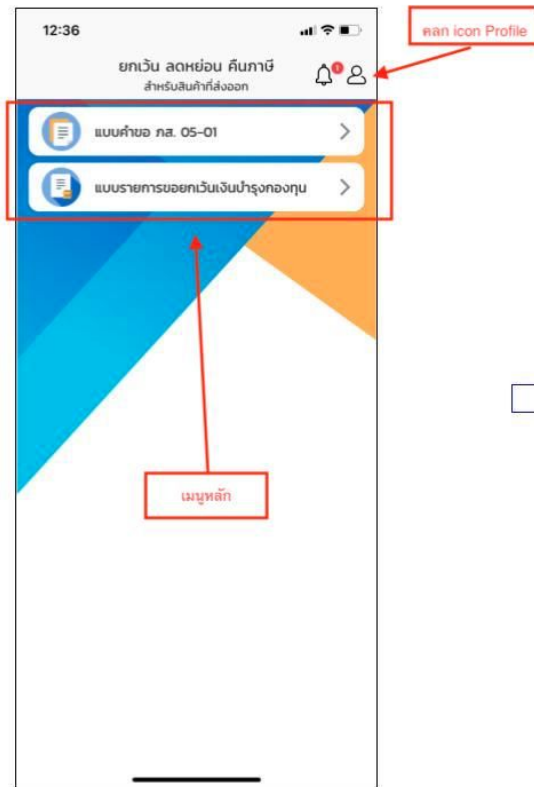 12:36
คลก icon Profile
ยกเว้น ลดหย่อน คืนภาษี
สำหรับสินค้าที่ส่งออก
1
แบบคำขอ ภส. 05-01
แบบรายการขอยกเว้นเงินบำรุงกองทุน
เมนูหลัก